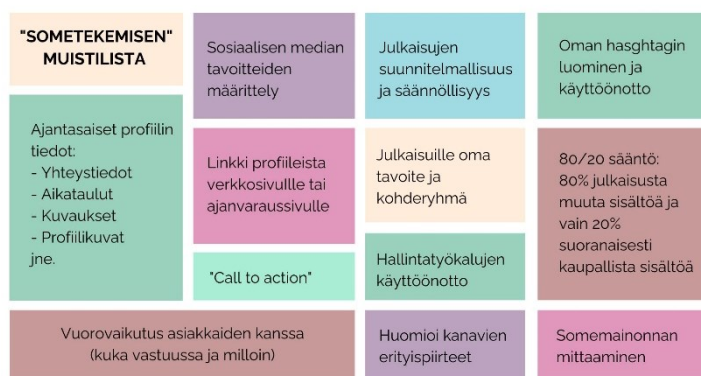 "SOMETEKEMISEN"
MUISTILISTA
Ajantasaiset profiilin
tiedot:
- Yhteystiedot
- Aikataulut
- Kuvaukset
- Profiilikuvat
jne.
Sosiaalisen median
tavoitteiden
määrittely
Linkki profiileista
verkkosivullle tai
ajanvaraussivulle
"Call to action"
Vuorovaikutus asiakkaiden kanssa
(kuka vastuussa ja milloin)
Julkaisujen
suunnitelmallisuus
ja säännöllisyys
Julkaisuille oma
tavoite ja
kohderyhmä
Hallintatyökalujen
käyttöönotto
Huomioi kanavien
erityispiirteet
Oman hasghtagin
luominen ja
käyttöönotto
80/20 sääntö:
80% julkaisusta
muuta sisältöä ja
vain 20%
suoranaisesti
kaupallista sisältöä
Somemainonnan
mittaaminen